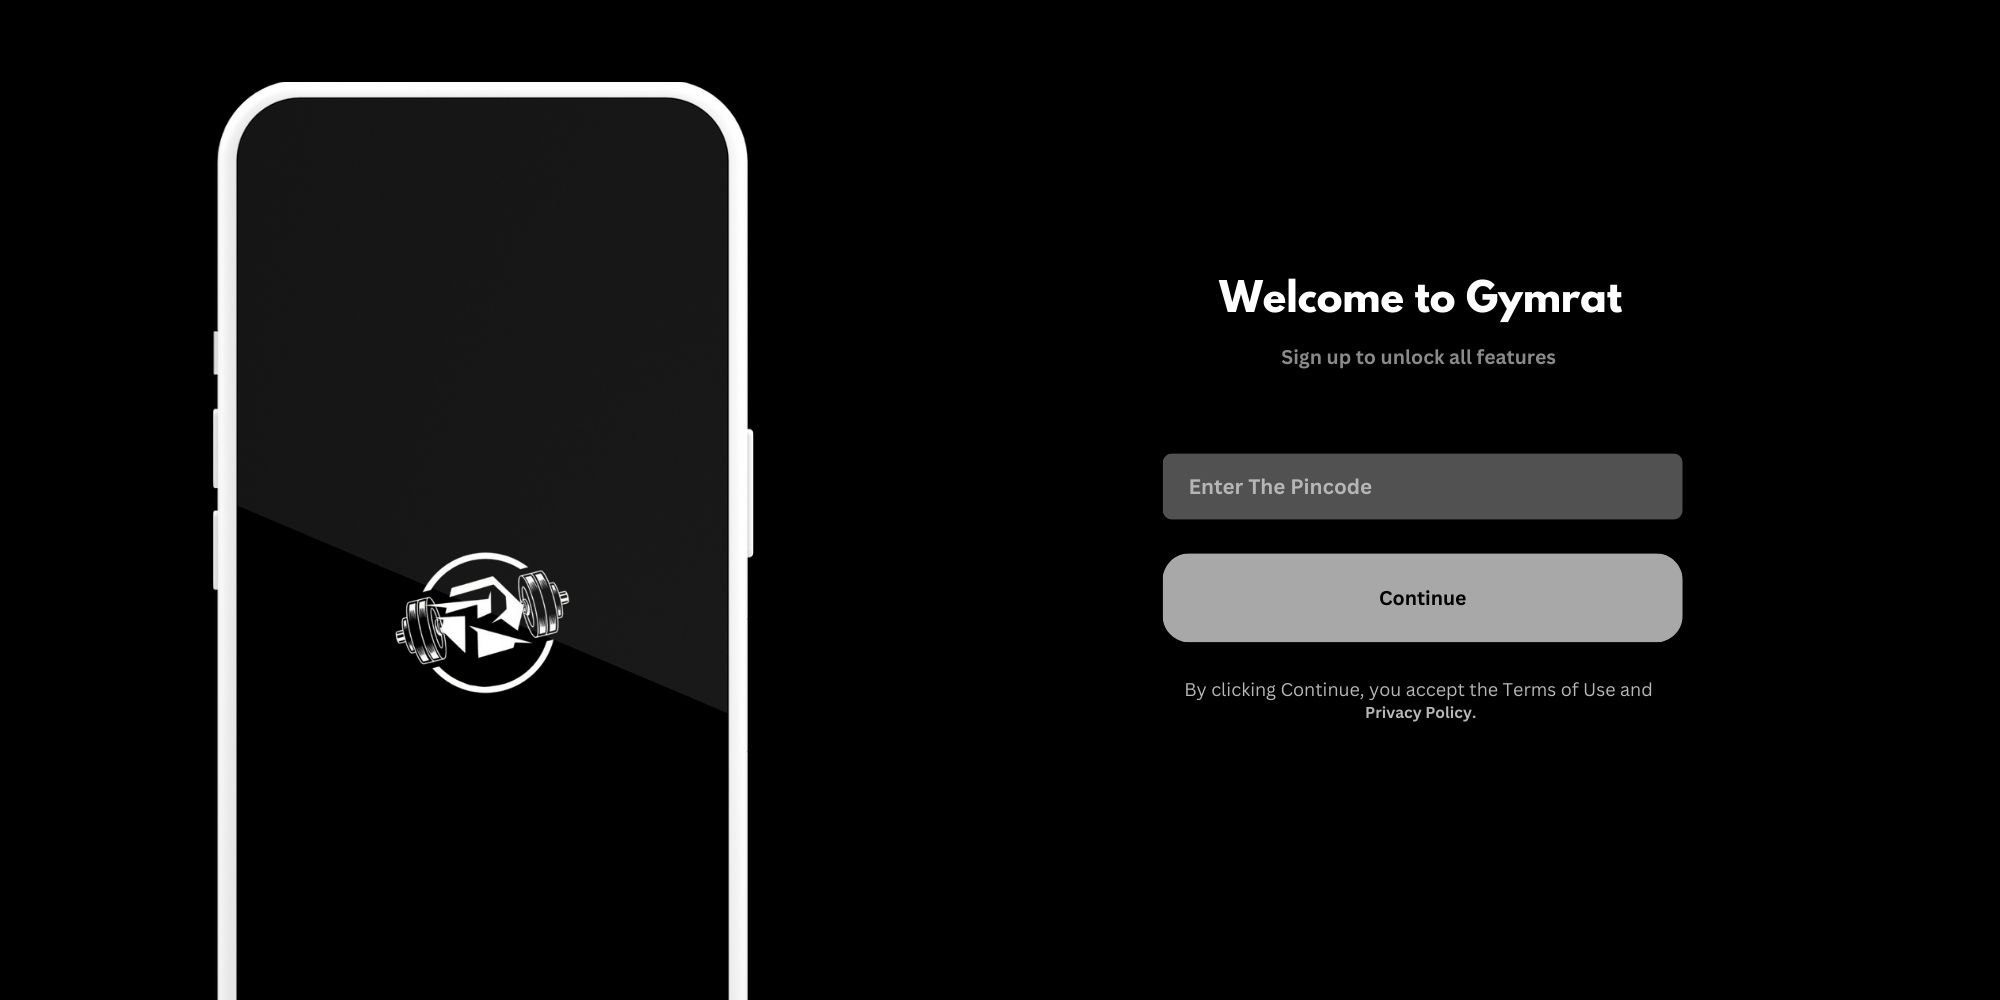 Welcome to Gymrat
Sign up to unlock all features
Enter The Pincode
Continue
By clicking Continue, you accept the Terms of Use and
Privacy Policy.
R